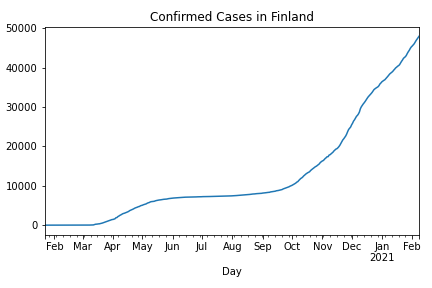 Confirmed Cases in Finland
50000
40000
30000
20000
10000
0
Feb Mar Apr May Jun Jul Aug Sep Oct Nov Dec Jan Feb
2021
Day